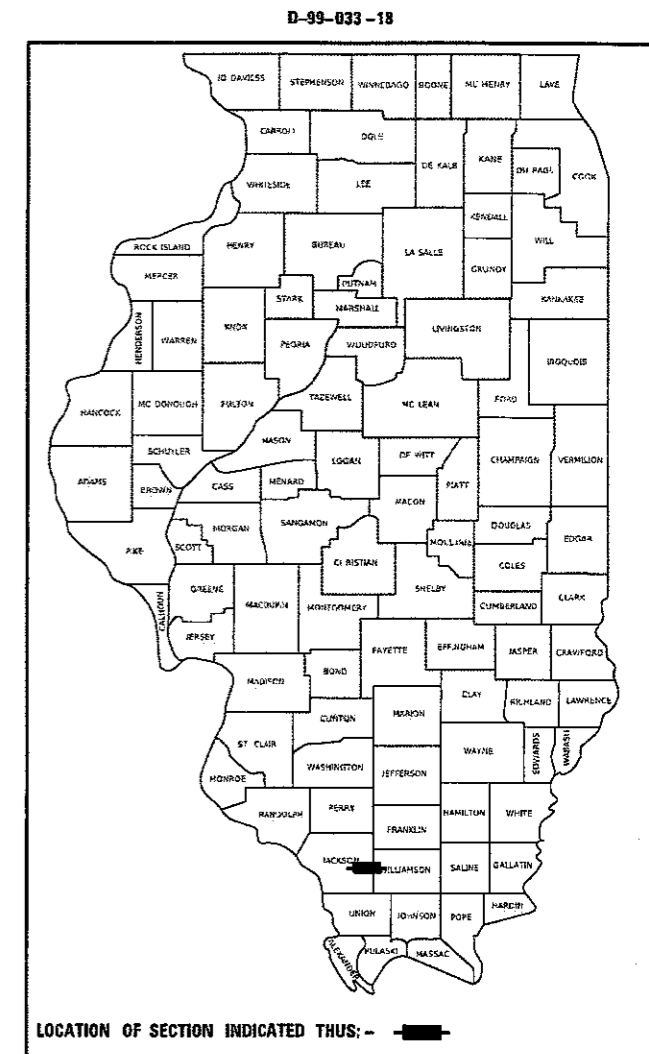 D-99-033-18
JO DAVIESS STEPHENSON WINNEBAGO BOONE MC HENRY LAKE
CARROLL OGLE DE KALB KANE DU PAGE COOK
WHITESIDE LEE KENDALL WILL
ROCK ISLAND HENRY BUREAU LA SALLE GRUNDY
MERCER PUTNAM KANKAKEE
STARK MARSHALL
HENDERSON WARREN KNOX PEORIA WOODFORD LIVINGSTON IROQUOIS
HANCOCK MC DONOUGH FULTON TAZEWELL MC LEAN FORD
MASON
SCHUYLER LOGAN DE WITT CHAMPAIGN VERMILION
ADAMS BROWN CASS MENARD MACON PIATT
PIKE SCOTT MORGAN SANGAMON MOULTRIE DOUGLAS EDGAR
CHRISTIAN COLES
CALHOUN GREENE MACOUPIN MONTGOMERY SHELBY CUMBERLAND CLARK
JERSEY FAYETTE EFFINGHAM JASPER CRAWFORD
MADISON BOND
CLAY RICHLAND LAWRENCE
CLINTON MARION
ST CLAIR WAYNE EDWARDS WABASH
MONROE WASHINGTON JEFFERSON
RANDOLPH PERRY HAMILTON WHITE
FRANKLIN
JACKSON WILLIAMSON SALINE GALLATIN
UNION JOHNSON POPE HARDIN
ALEXANDER PULASKI MASSAC
LOCATION OF SECTION INDICATED THUS: -